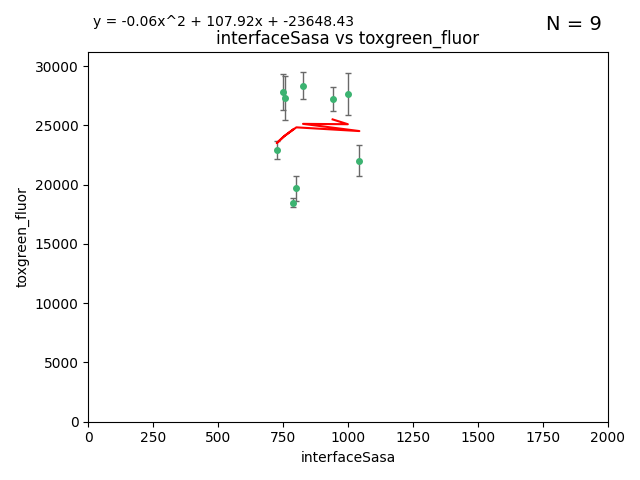 y = -0.06x^2 + 107.92x + -23648.43
N = 9
interfaceSasa vs toxgreen_fluor
30000
25000
20000
15000
10000
5000
0
toxgreen_fluor
0 250 500 750 1000 1250 1500 1750 2000
interfaceSasa